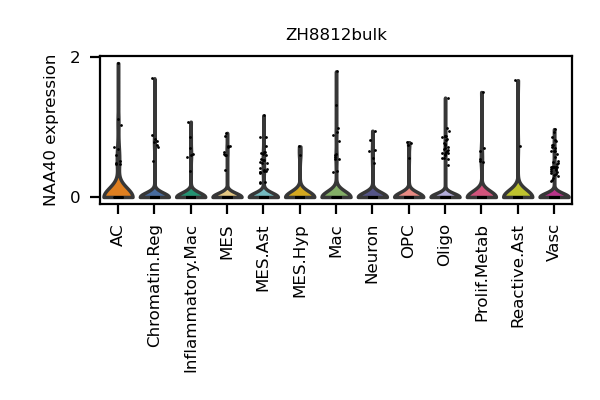 ZH8812bulk
NAA40 expression
2
0
AC
Chromatin.Reg
Inflammatory.Mac
MES
MES.Ast
MES.Hyp
Mac
Neuron
OPC
Oligo
Prolif.Metab
Reactive.Ast
Vasc